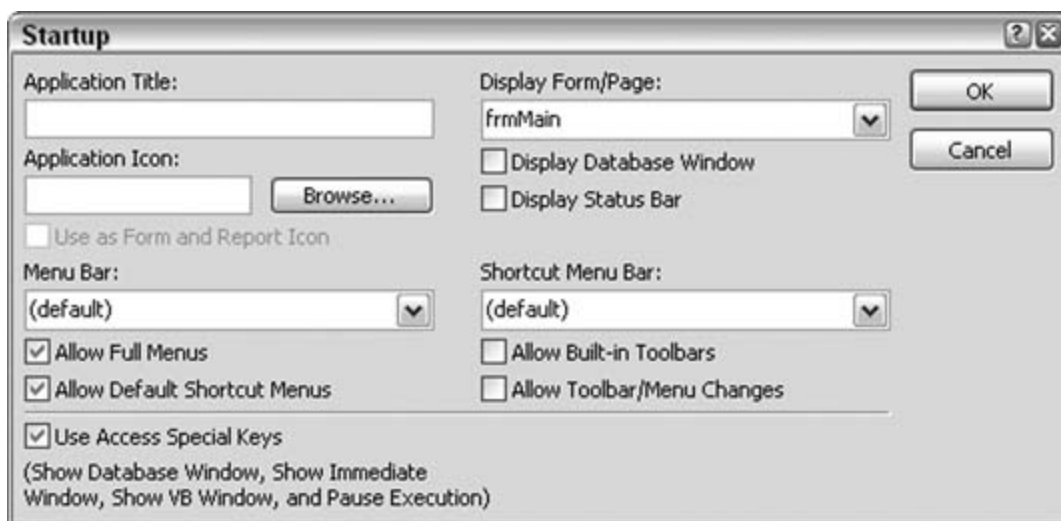 Startup
Application Title:
Display Form/Page:
OK
frmMain
Cancel
Application Icon:
Display Database Window
Browse...
Display Status Bar
Use as Form and Report Icon
Menu Bar:
Shortcut Menu Bar:
(default)
(default)
Allow Full Menus
Allow Built-in Toolbars
Allow Default Shortcut Menus
Allow Toolbar/Menu Changes
Use Access Special Keys
(Show Database Window, Show Immediate
Window, Show VB Window, and Pause Execution)